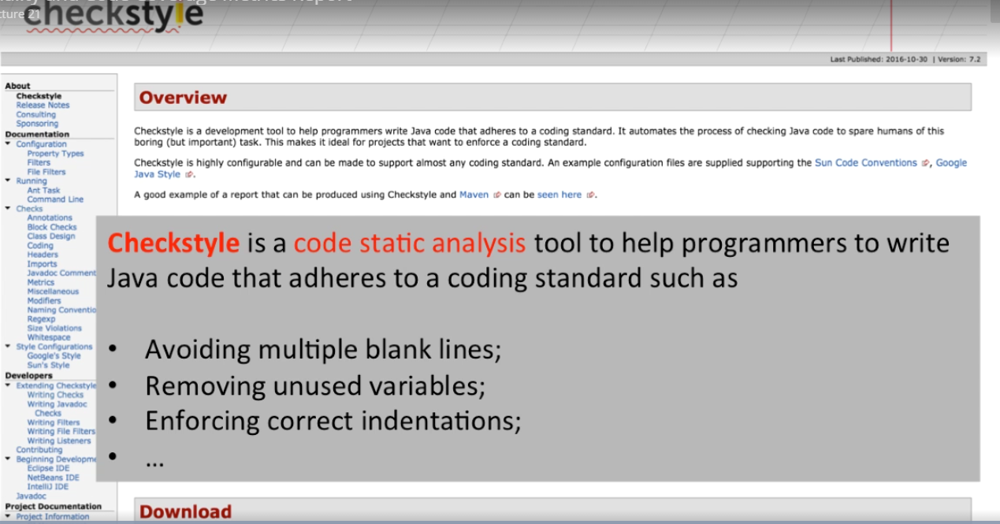 cture 21
checkstyle
Last Published: 2016-10-30 | Version: 7.2
About
Checkstyle
Release Notes
Consulting
Sponsoring
Documentation
Configuration
Property Types
Filters
File Filters
Running
Ant Task
Command Line
Checks
Annotations
Block Checks
Class Design
Coding
Headers
Imports
Javadoc Comment
Metrics
Miscellaneous
Modifiers
Naming Conventio
Regexp
Size Violations
Whitespace
Style Configurations
Google's Style
Sun's Style
Developers
Extending Checkstyle
Writing Checks
Writing Javadoc
Checks
Writing Filters
Writing File Filters
Writing Listeners
Contributing
Beginning Developme
Eclipse IDE
NetBeans IDE
IntelliJ IDE
Javadoc
Project Documentation
Project Information
Overview
Checkstyle is a development tool to help programmers write Java code that adheres to a coding standard. It automates the process of checking Java code to spare humans of this
boring (but important) task. This makes it ideal for projects that want to enforce a coding standard.
Checkstyle is highly configurable and can be made to support almost any coding standard. An example configuration files are supplied supporting the Sun Code Conventions, Google
Java Style.
A good example of a report that can be produced using Checkstyle and Maven can be seen here.
Checkstyle is a code static analysis tool to help programmers to write
Java code that adheres to a coding standard such as
• Avoiding multiple blank lines;
• Removing unused variables;
• Enforcing correct indentations;
• ...
Download